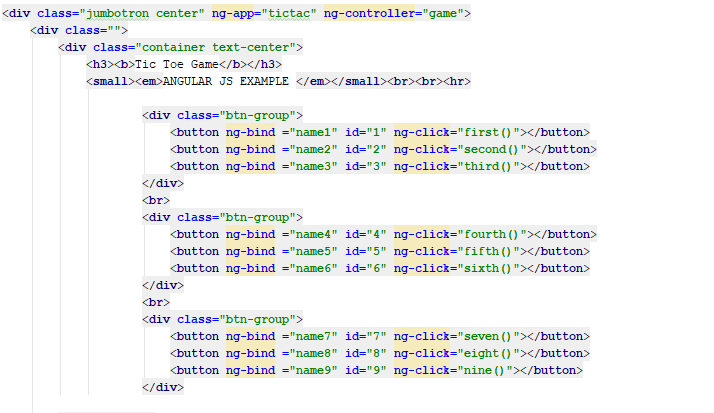 <div class="jumbotron center" ng-app="tictac" ng-controller="game">
<div class="">
<div class="container text-center">
<h3><b>Tic Toe Game</b></h3>
<small><em>ANGULAR JS EXAMPLE </em></small><br><br><hr>
<div class="btn-group">
<button ng-bind ="name1" id="1" ng-click="first()"></button>
<button ng-bind ="name2" id="2" ng-click="second()"></button>
<button ng-bind ="name3" id="3" ng-click="third()"></button>
</div>
<br>
<div class="btn-group">
<button ng-bind ="name4" id="4" ng-click="fourth()"></button>
<button ng-bind ="name5" id="5" ng-click="fifth()"></button>
<button ng-bind ="name6" id="6" ng-click="sixth()"></button>
</div>
<br>
<div class="btn-group">
<button ng-bind ="name7" id="7" ng-click="seven()"></button>
<button ng-bind ="name8" id="8" ng-click="eight()"></button>
<button ng-bind ="name9" id="9" ng-click="nine()"></button>
</div>